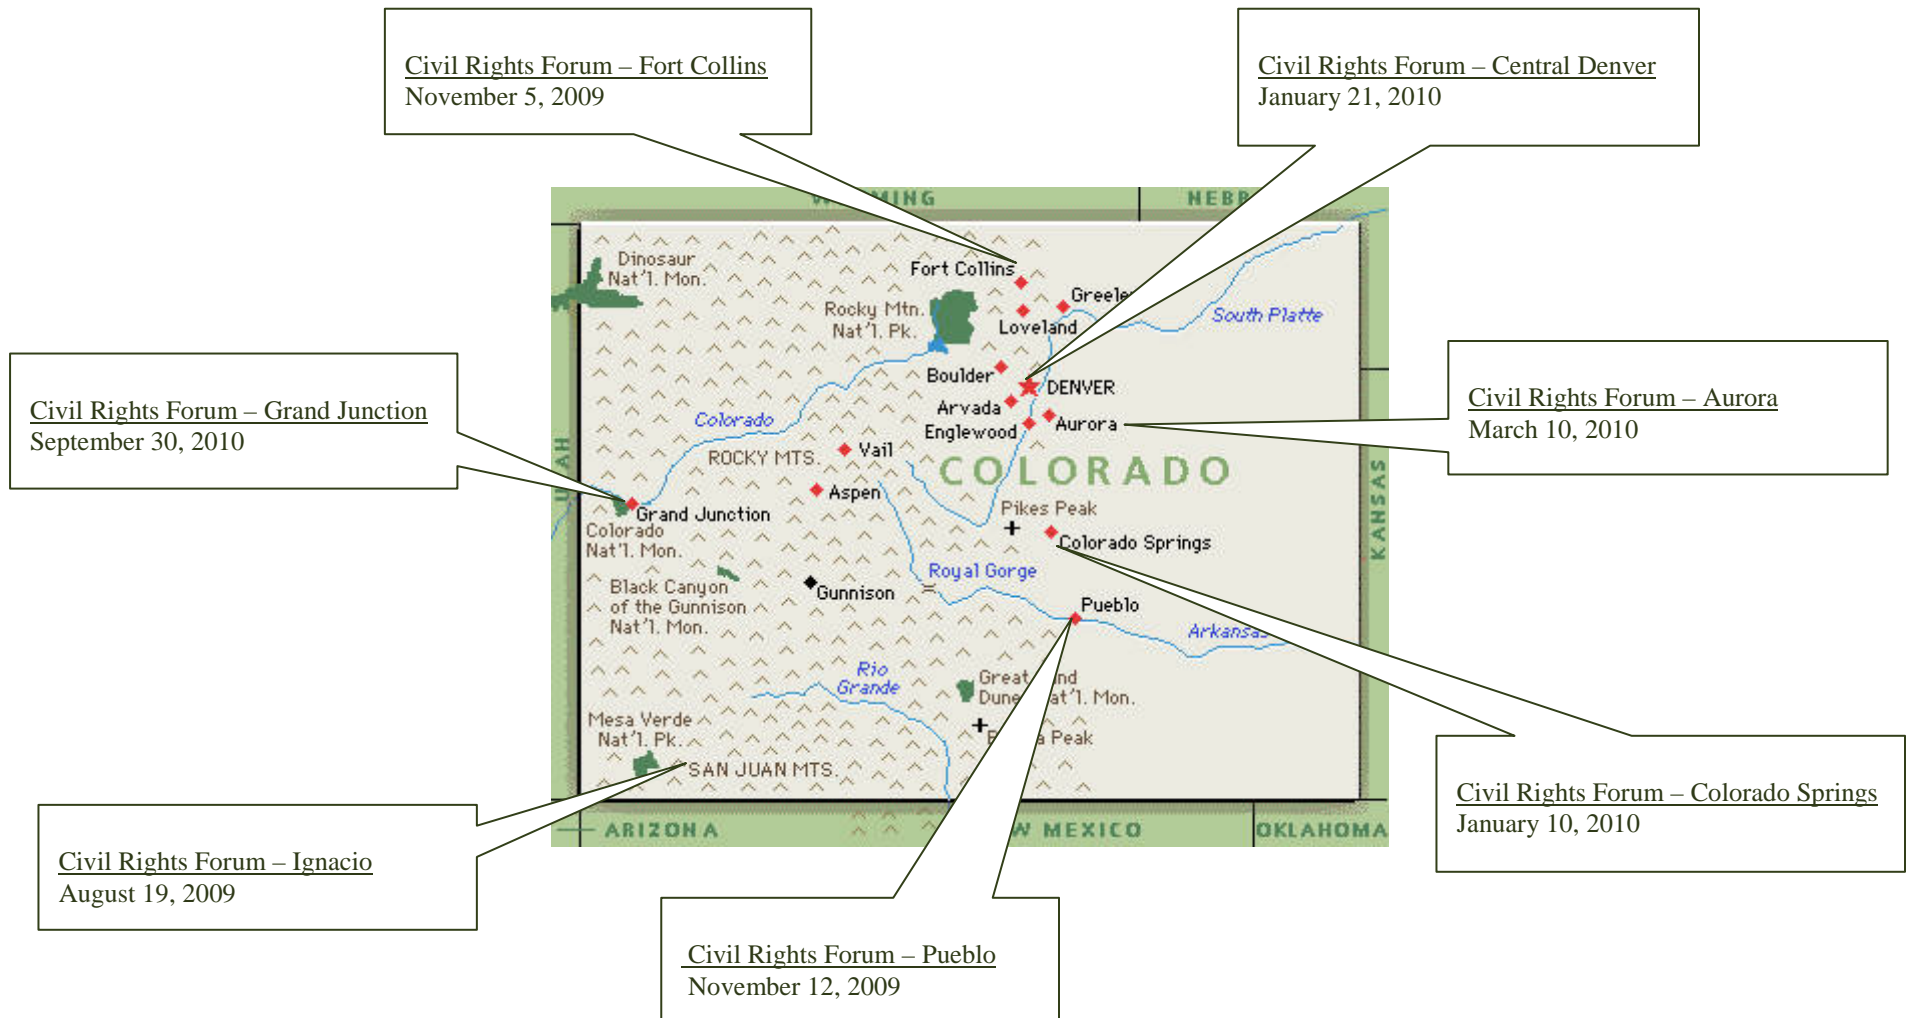 Civil Rights Forum – Fort Collins
November 5, 2009
Civil Rights Forum – Central Denver
January 21, 2010
Civil Rights Forum – Grand Junction
September 30, 2010
Civil Rights Forum – Aurora
March 10, 2010
Civil Rights Forum – Ignacio
August 19, 2009
Civil Rights Forum – Pueblo
November 12, 2009
Civil Rights Forum – Colorado Springs
January 10, 2010
Dinosaur
Nat'l. Mon.
Fort Collins
Rocky Mtn.
Nat'l. Pk.
Loveland
South Platte
Boulder
DENVER
Arvada
Englewood
Aurora
Colorado
ROCKY MTS.
Vail
Aspen
COLORADO
Grand Junction
Colorado
Nat'l. Mon.
Pikes Peak
Colorado Springs
KANSAS
Black Canyon
of the Gunnison
Nat'l. Mon.
Gunnison
Royal Gorge
Pueblo
Arkansas
Rio
Grande
Great
Nat'l. Mon.
Peak
Mesa Verde
Nat'l. Pk.
SAN JUAN MTS.
ARIZONA
MEXICO
OKLAHOMA